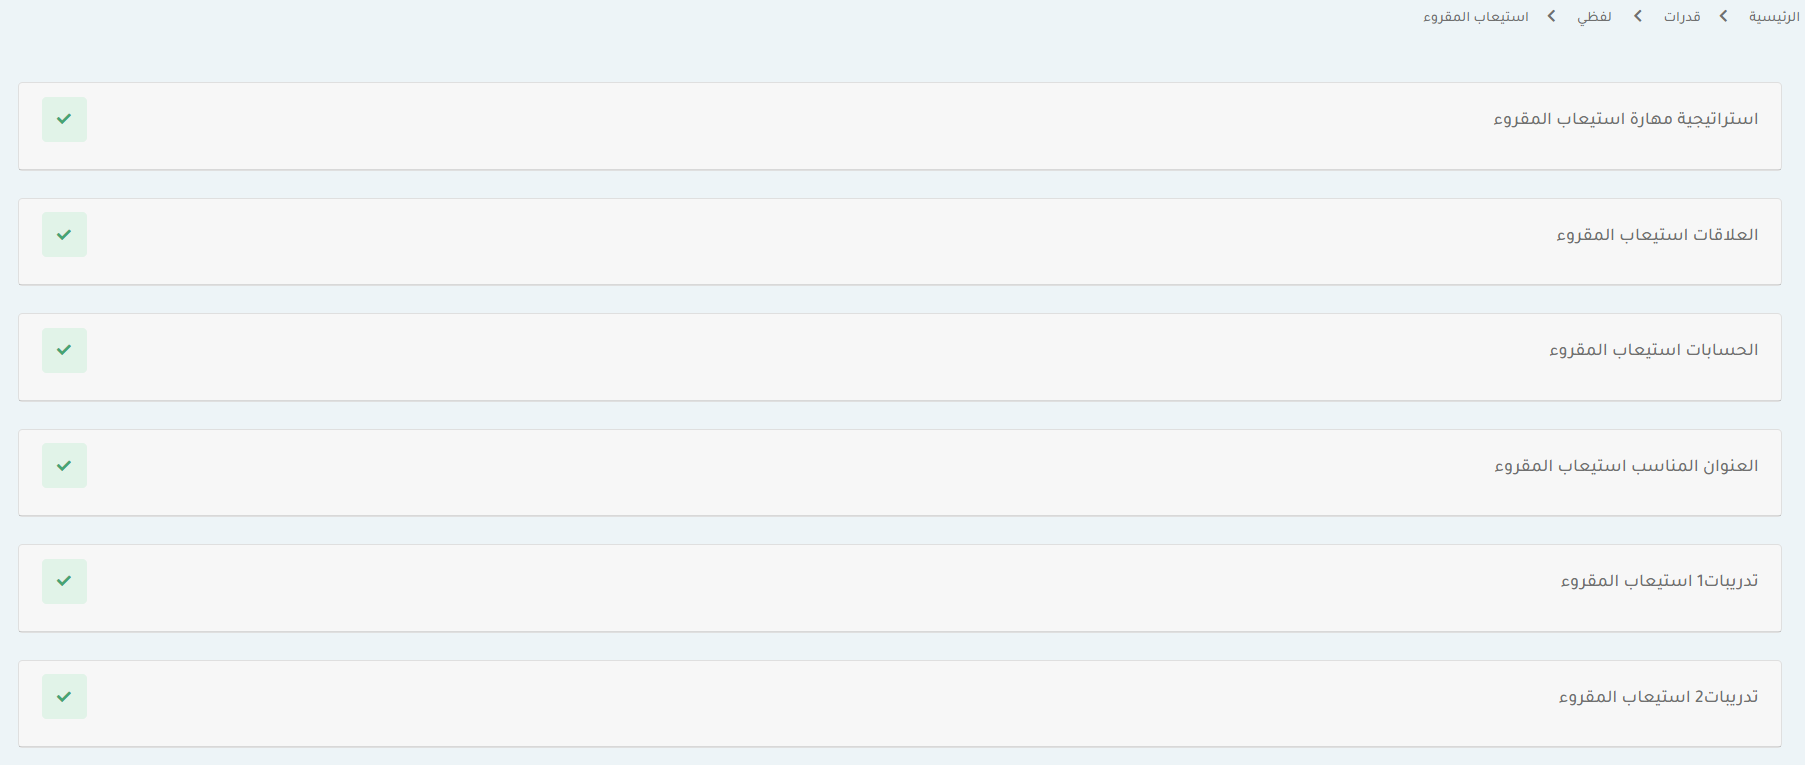 الرئيسية قدرات لفظي استيعاب المقروء
استراتيجية مهارة استيعاب المقروء
العلاقات استيعاب المقروء
الحسابات استيعاب المقروء
العنوان المناسب استيعاب المقروء
تدريبات1 استيعاب المقروء
تدريبات2 استيعاب المقروء